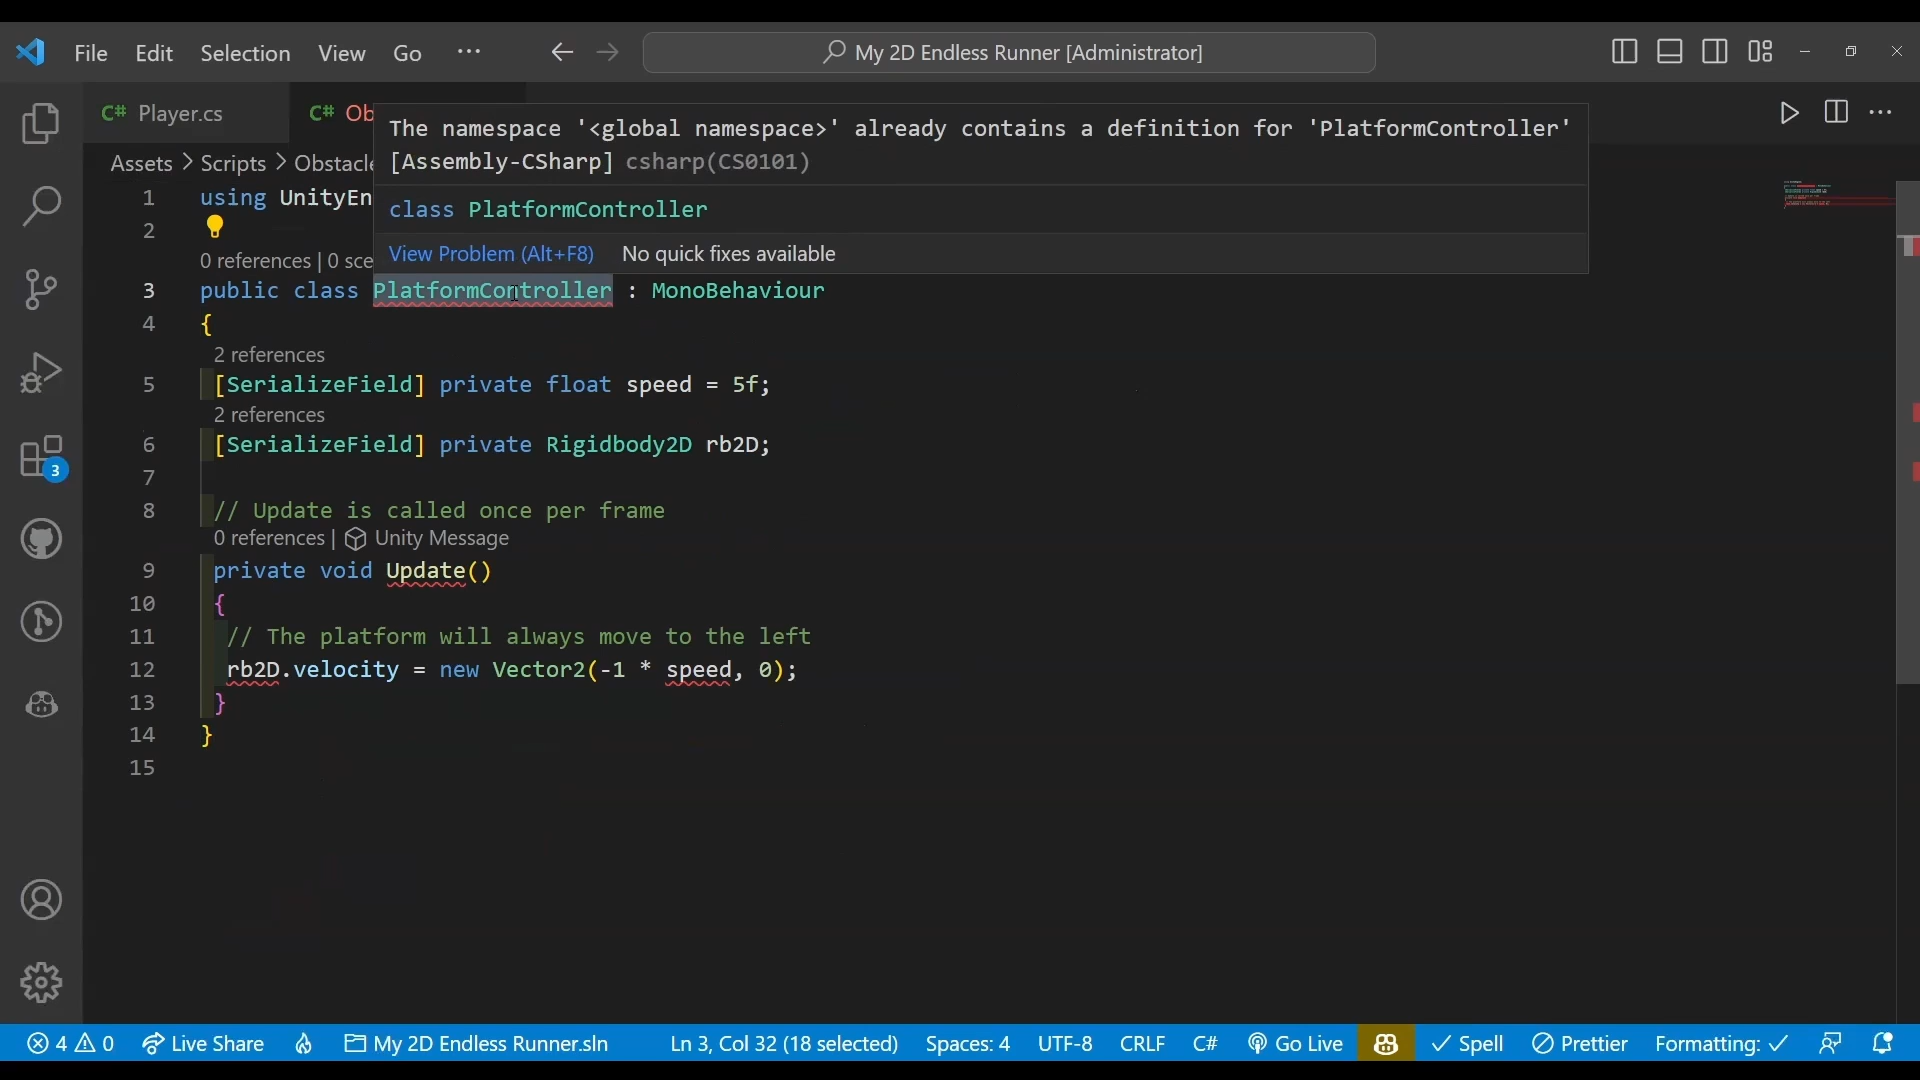 File Edit Selection View Go ··· My 2D Endless Runner [Administrator]
C# Player.cs C# Ob
The namespace '<global namespace>' already contains a definition for 'PlatformController'
[Assembly-CSharp] csharp(CS0101)
Assets > Scripts > Obstacle
1 using UnityEn
class PlatformController
2
View Problem (Alt+F8) No quick fixes available
0 references | 0 sce
3 public class PlatformController : MonoBehaviour
4 {
2 references
5 [SerializeField] private float speed = 5f;
2 references
6 [SerializeField] private Rigidbody2D rb2D;
7
8 // Update is called once per frame
0 references | Unity Message
9 private void Update()
10 {
11 // The platform will always move to the left
12 rb2D.velocity = new Vector2(-1 * speed, 0);
13 }
14 }
15
3
4 0 Live Share My 2D Endless Runner.sln Ln 3, Col 32 (18 selected) Spaces: 4 UTF-8 CRLF C# Go Live Spell Prettier Formatting: ✓